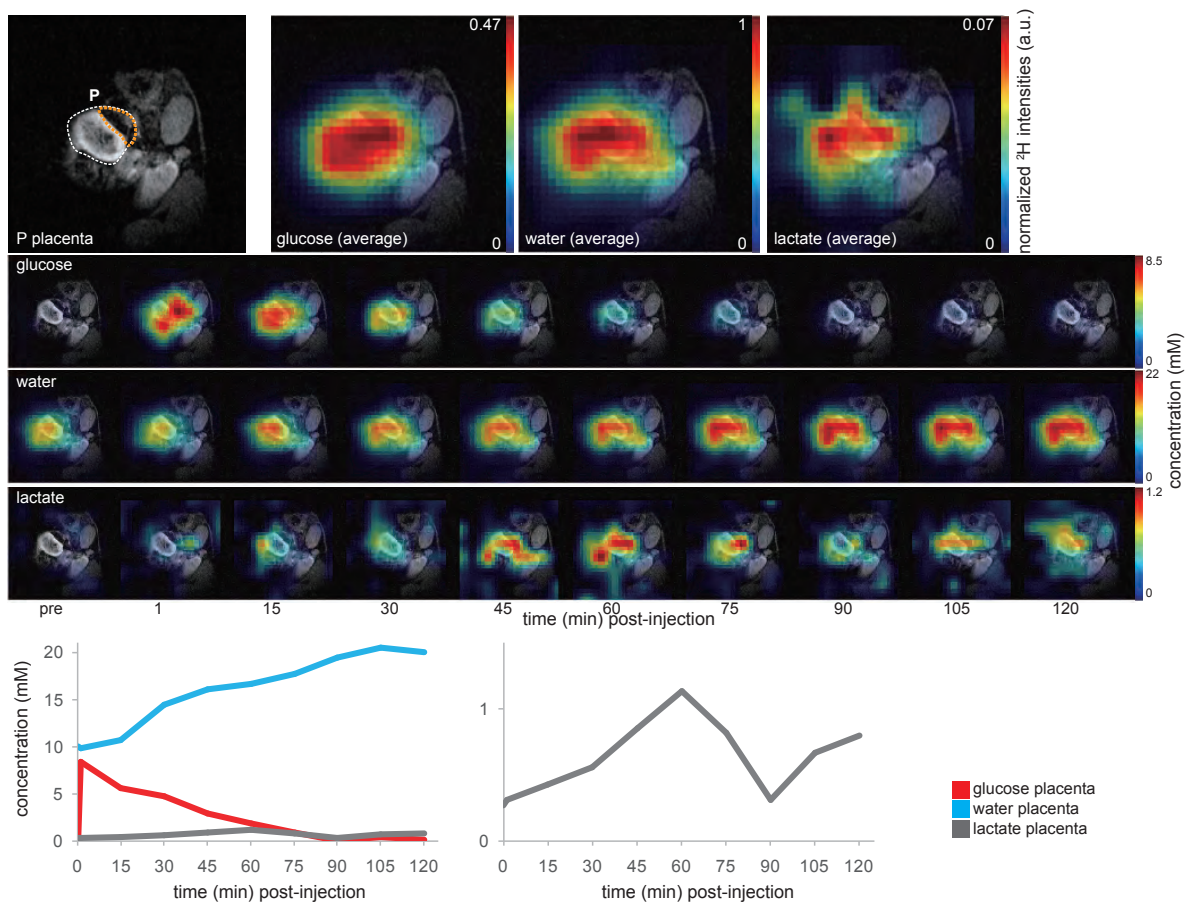 P
P placenta
0.47
0
glucose (average)
1
0
water (average)
0.07
0
lactate (average)
normalized ²H intensities (a.u.)
glucose
8.5
0
water
22
0
lactate
1.2
0
concentration (mM)
pre 1 15 30 45 60 75 90 105 120
time (min) post-injection
concentration (mM)
20
15
10
5
0
0 15 30 45 60 75 90 105 120
time (min) post-injection
1
0
0 15 30 45 60 75 90 105 120
time (min) post-injection
glucose placenta
water placenta
lactate placenta